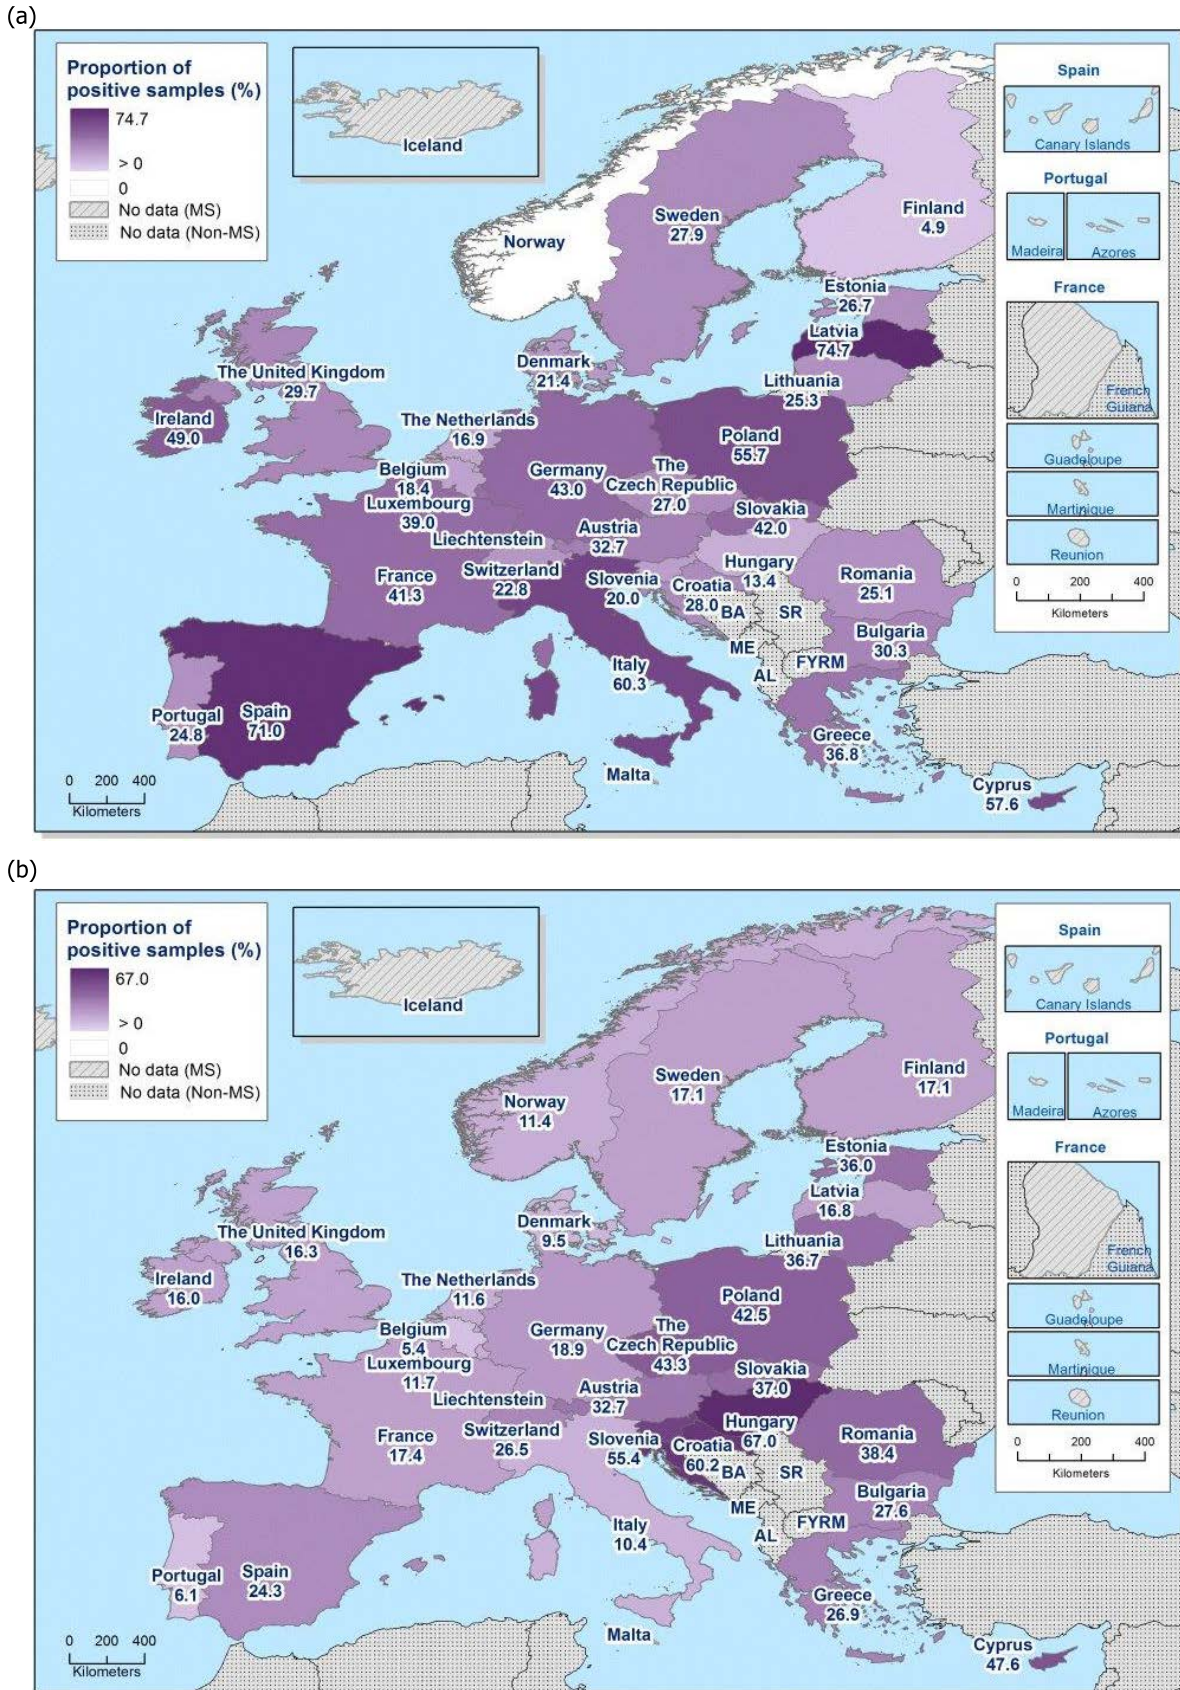 (a)
Proportion of
positive samples (%)
74.7
> 0
0
No data (MS)
No data (Non-MS)
Iceland
Norway
Sweden
27.9
Finland
4.9
Estonia
26.7
Latvia
74.7
Lithuania
25.3
Denmark
21.4
The United Kingdom
29.7
Ireland
49.0
The Netherlands
16.9
Belgium
18.4
Luxembourg
39.0
Germany
43.0
Poland
55.7
The
Czech Republic
27.0
Slovakia
42.0
Austria
32.7
Liechtenstein
Switzerland
22.8
France
41.3
Hungary
13.4
Slovenia
20.0
Croatia
28.0
Romania
25.1
Bulgaria
30.3
BA
SR
ME
FYRM
AL
Italy
60.3
Portugal
24.8
Spain
71.0
Greece
36.8
Malta
Cyprus
57.6
0 200 400
Kilometers
Spain
Canary Islands
Portugal
Madeira
Azores
France
French
Guiana
Guadeloupe
Martinique
Reunion
0 200 400
Kilometers
(b)
Proportion of
positive samples (%)
67.0
> 0
0
No data (MS)
No data (Non-MS)
Iceland
Norway
11.4
Sweden
17.1
Finland
17.1
Estonia
36.0
Latvia
16.8
Lithuania
36.7
Denmark
9.5
The United Kingdom
16.3
Ireland
16.0
The Netherlands
11.6
Belgium
5.4
Luxembourg
11.7
Germany
18.9
Poland
42.5
The
Czech Republic
43.3
Slovakia
37.0
Austria
32.7
Liechtenstein
Switzerland
26.5
France
17.4
Hungary
67.0
Slovenia
55.4
Croatia
60.2
Romania
38.4
Bulgaria
27.6
BA
SR
ME
FYRM
AL
Italy
10.4
Portugal
6.1
Spain
24.3
Greece
26.9
Malta
Cyprus
47.6
0 200 400
Kilometers
Spain
Canary Islands
Portugal
Madeira
Azores
France
French
Guiana
Guadeloupe
Martinique
Reunion
0 200 400
Kilometers